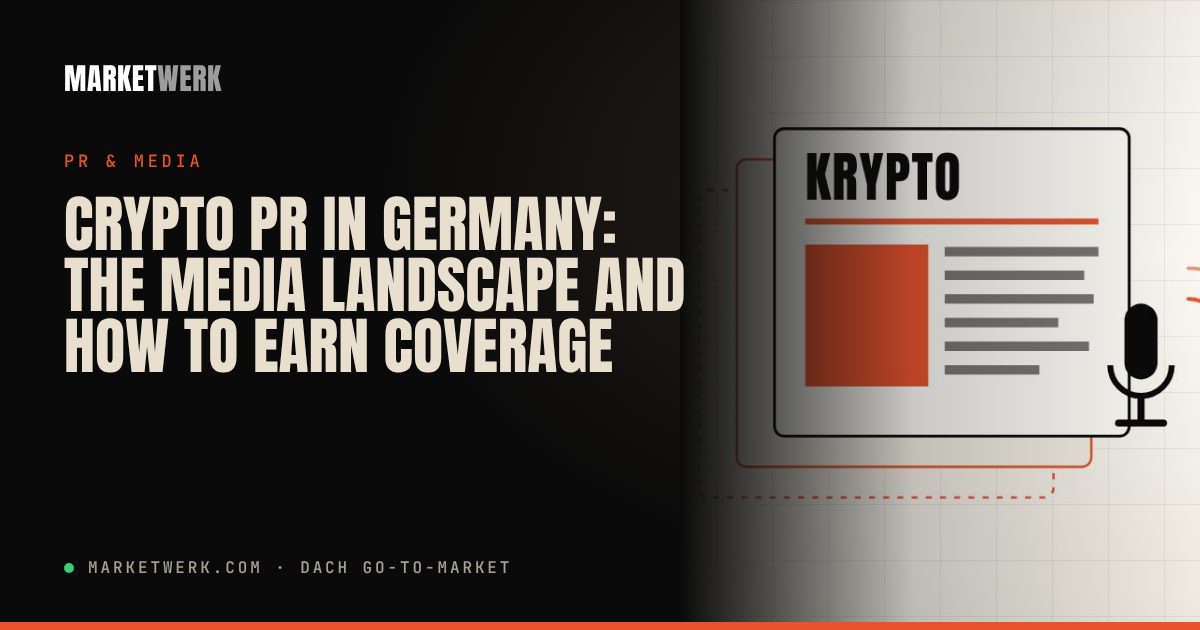 MARKETWERK
PR & MEDIA
CRYPTO PR IN GERMANY:
THE MEDIA LANDSCAPE AND
HOW TO EARN COVERAGE
KRYPTO
MARKETWERK.COM · DACH GO-TO-MARKET